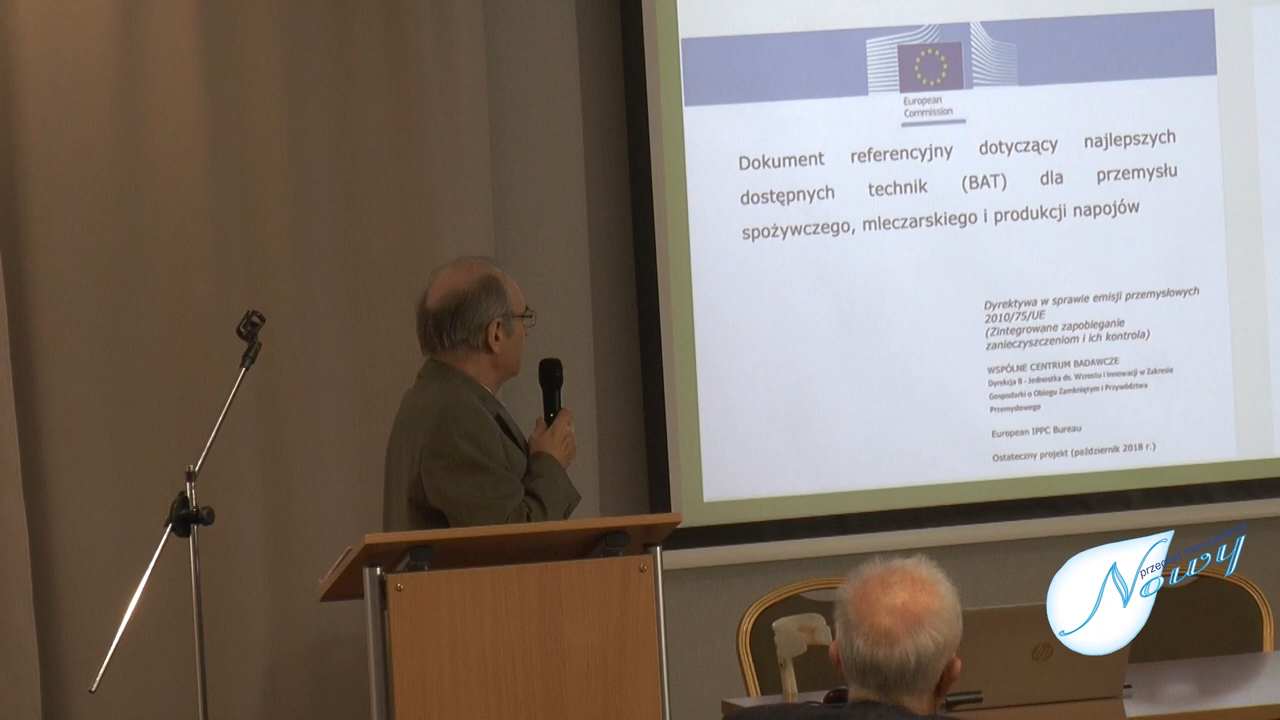 European
Commission
Dokument referencyjny dotyczący najlepszych
dostępnych technik (BAT) dla przemysłu
spożywczego, mleczarskiego i produkcji napojów
Dyrektywa w sprawie emisji przemysłowych
2010/75/UE
(Zintegrowane zapobieganie
zanieczyszczeniom i ich kontrola)
WSPÓLNE CENTRUM BADAWCZE
Dyrekcja B - Jednostka ds. Wzrostu i Innowacji w Zakresie
Gospodarki o Obiegu Zamkniętym i Przywództwa
Przemysłowego
European IPPC Bureau
Ostateczny projekt (październik 2018 r.)
Nowy
hp